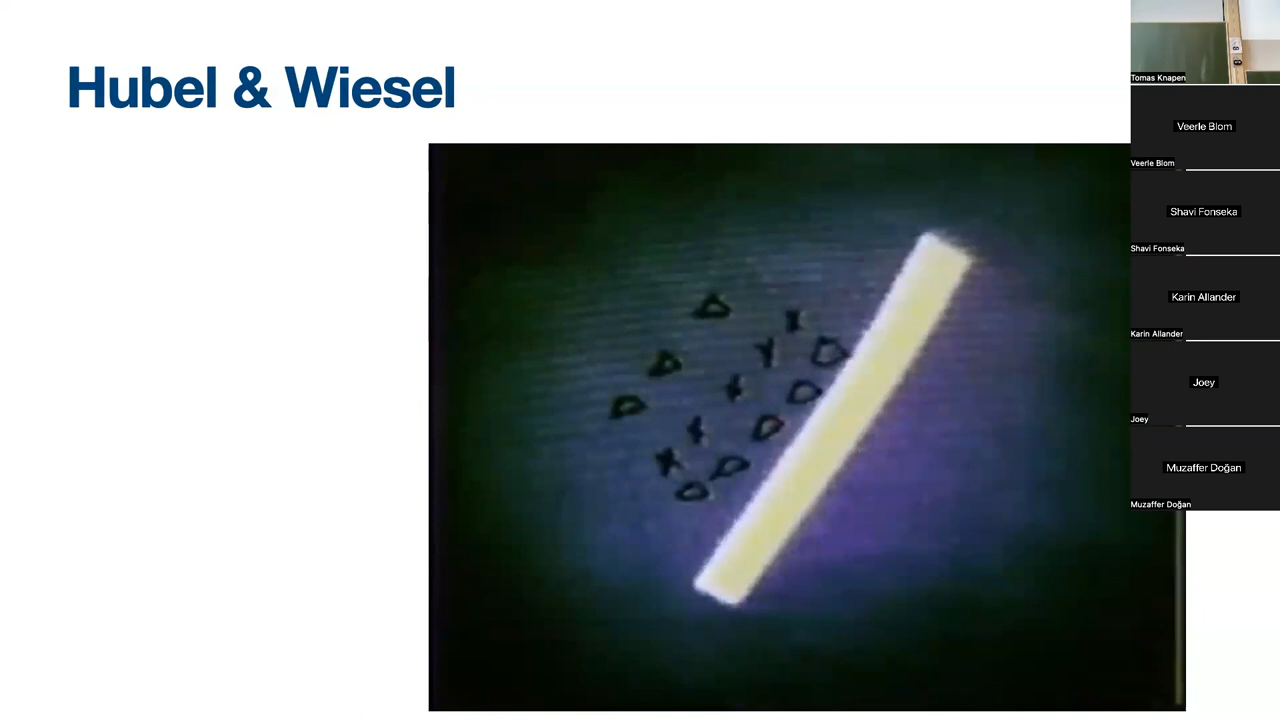 Hubel & Wiesel
Tomas Knapen
Veerle Blom
Veerle Blom
Shavi Fonseka
Shavi Fonseka
Karin Allander
Karin Allander
Joey
Joey
Muzaffer Doğan
Muzaffer Doğan